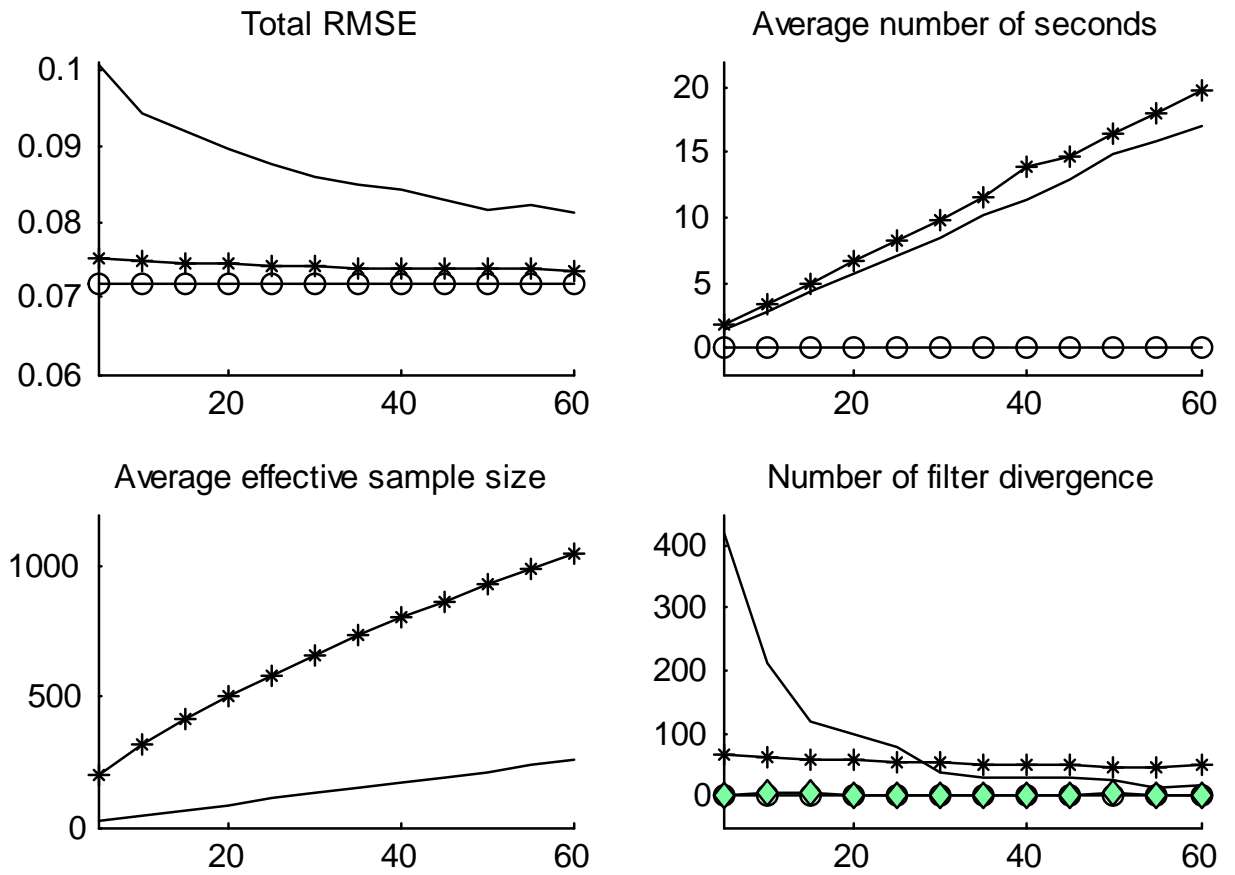 Total RMSE
0.1
0.09
0.08
0.07
0.06
20 40 60
Average number of seconds
20
15
10
5
0
20 40 60
Average effective sample size
1000
500
0
20 40 60
Number of filter divergence
400
300
200
100
0
20 40 60